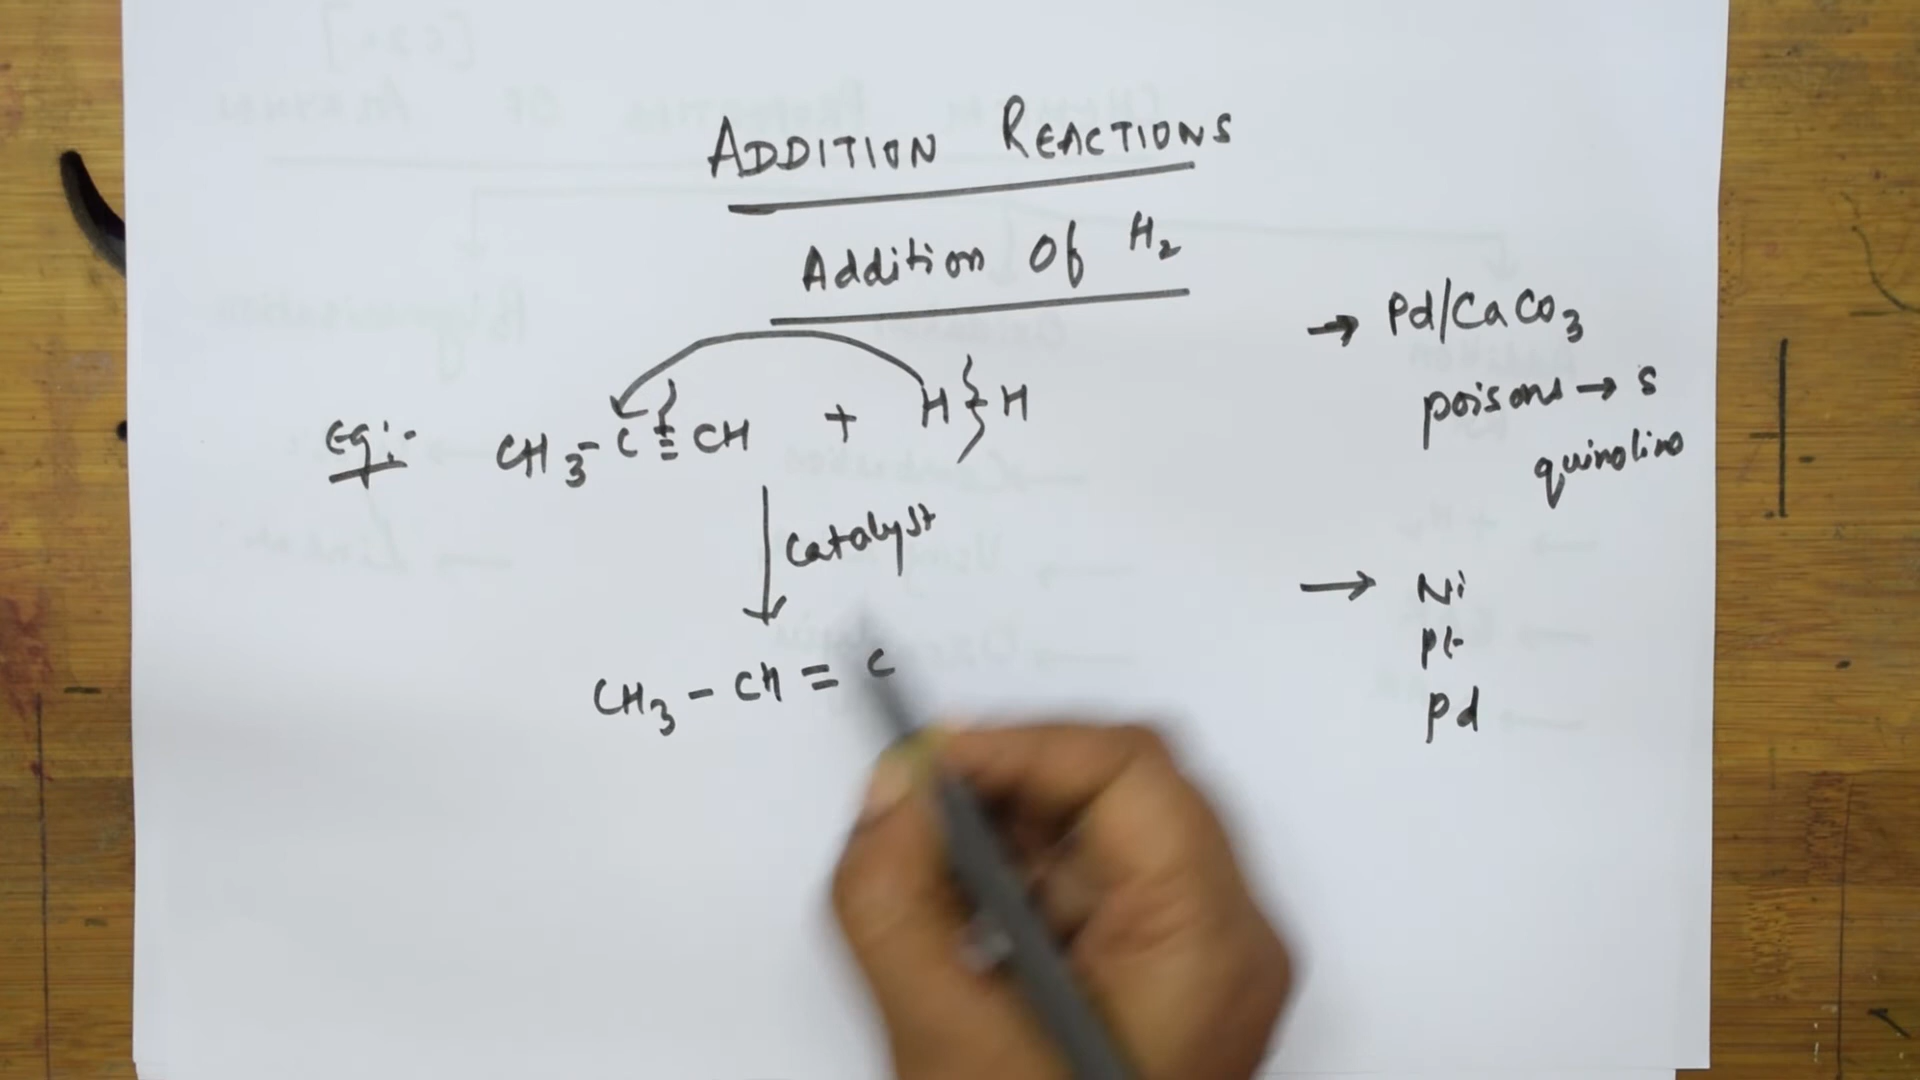 ADDITION REACTIONS
Addition Of H₂
Eg:- CH₃-C≡CH + H H
Catalyst
CH₃-CH=C
→ Pd/CaCo₃
poisons → S
quinoline
→ Ni
Pt
Pd